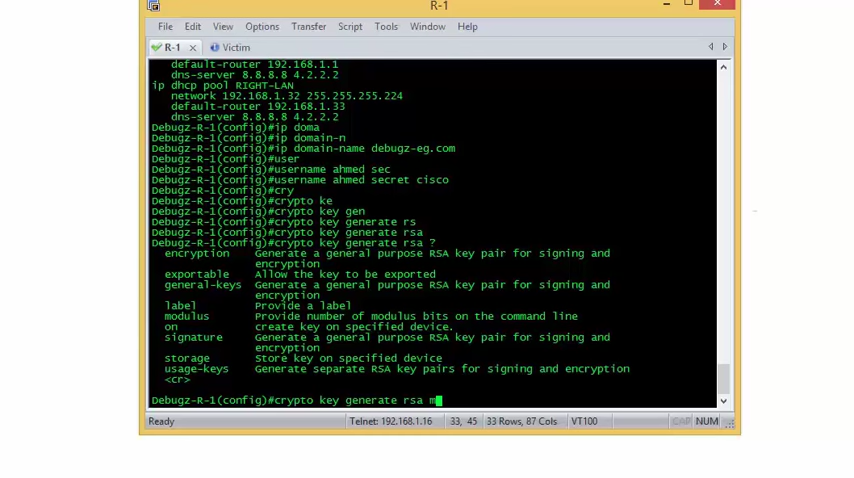 R-1
File Edit View Options Transfer Script Tools Window Help
R-1 Victim
default-router 192.168.1.1
dns-server 8.8.8.8 4.2.2.2
ip dhcp pool RIGHT-LAN
network 192.168.1.32 255.255.255.224
default-router 192.168.1.33
dns-server 8.8.8.8 4.2.2.2
Debugz-R-1(config)#ip doma
Debugz-R-1(config)#ip domain-n
Debugz-R-1(config)#ip domain-name debugz-eg.com
Debugz-R-1(config)#user
Debugz-R-1(config)#username ahmed sec
Debugz-R-1(config)#username ahmed secret cisco
Debugz-R-1(config)#cry
Debugz-R-1(config)#crypto ke
Debugz-R-1(config)#crypto key gen
Debugz-R-1(config)#crypto key generate rs
Debugz-R-1(config)#crypto key generate rsa
Debugz-R-1(config)#crypto key generate rsa ?
encryption Generate a general purpose RSA key pair for signing and
encryption
exportable Allow the key to be exported
general-keys Generate a general purpose RSA key pair for signing and
encryption
label Provide a label
modulus Provide number of modulus bits on the command line
on create key on specified device.
signature Generate a general purpose RSA key pair for signing and
encryption
storage Store key on specified device
usage-keys Generate separate RSA key pairs for signing and encryption
<cr>
Debugz-R-1(config)#crypto key generate rsa m
Ready Telnet: 192.168.1.16 33, 45 33 Rows, 87 Cols VT100 CAP NUM